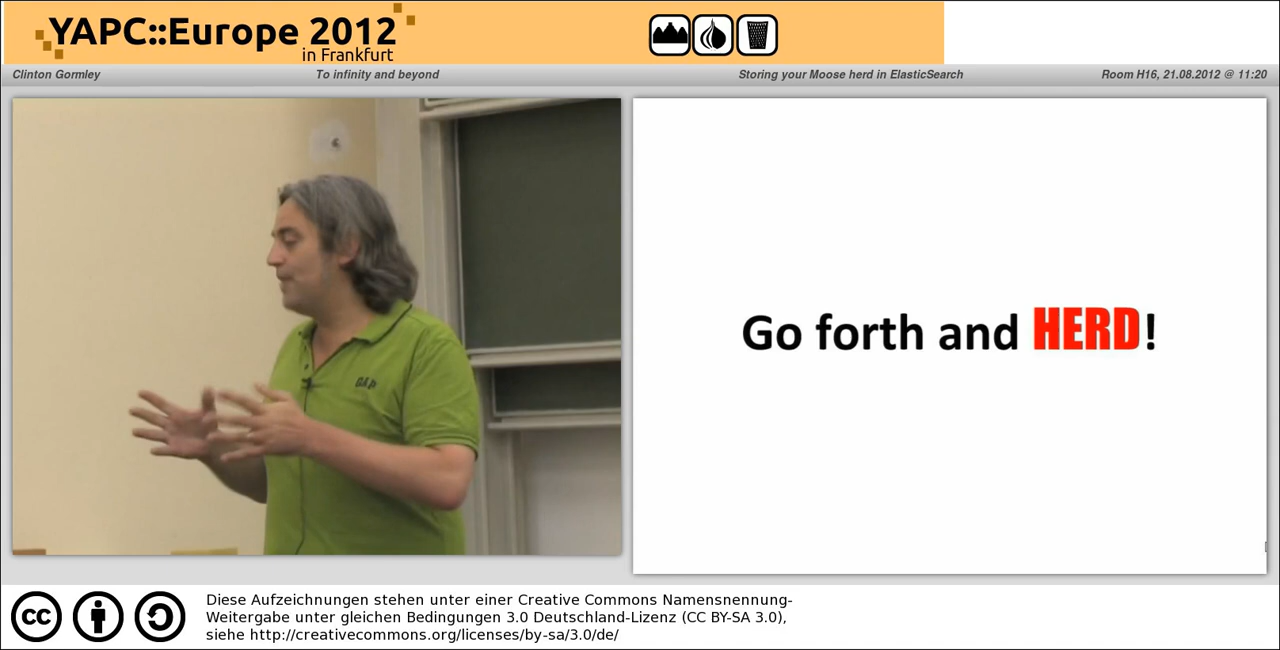 YAPC::Europe 2012
in Frankfurt
Clinton Gormley To infinity and beyond Storing your Moose herd in ElasticSearch Room H16, 21.08.2012 @ 11:20
GAP
Go forth and HERD!
cc
Diese Aufzeichnungen stehen unter einer Creative Commons Namensnennung-
Weitergabe unter gleichen Bedingungen 3.0 Deutschland-Lizenz (CC BY-SA 3.0),
siehe http://creativecommons.org/licenses/by-sa/3.0/de/